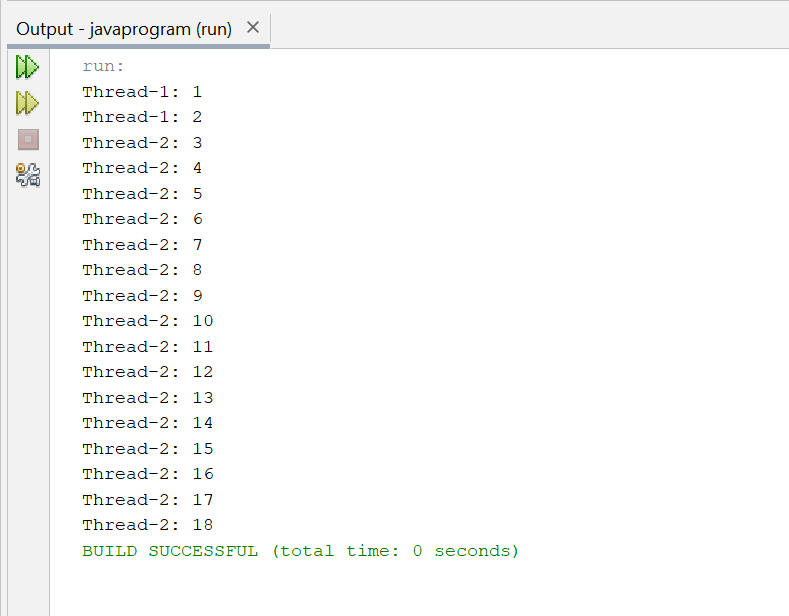 Output - javaprogram (run)
run:
Thread-1: 1
Thread-1: 2
Thread-2: 3
Thread-2: 4
Thread-2: 5
Thread-2: 6
Thread-2: 7
Thread-2: 8
Thread-2: 9
Thread-2: 10
Thread-2: 11
Thread-2: 12
Thread-2: 13
Thread-2: 14
Thread-2: 15
Thread-2: 16
Thread-2: 17
Thread-2: 18
BUILD SUCCESSFUL (total time: 0 seconds)